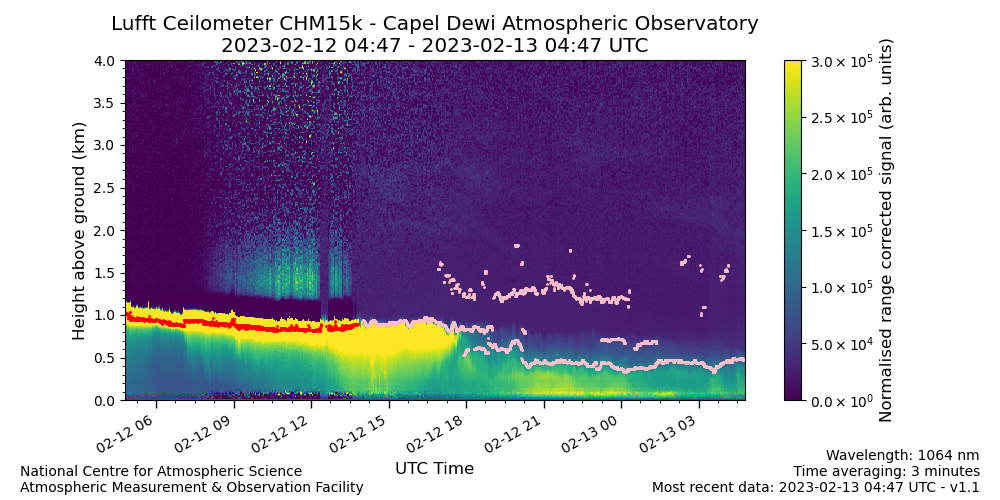 Lufft Ceilometer CHM15k - Capel Dewi Atmospheric Observatory
2023-02-12 04:47 - 2023-02-13 04:47 UTC
Height above ground (km)
4.0
3.5
3.0
2.5
2.0
1.5
1.0
0.5
0.0
02-12 06
02-12 09
02-12 12
02-12 15
02-12 18
02-12 21
02-13 00
02-13 03
UTC Time
3.0 × 10⁵
2.5 × 10⁵
2.0 × 10⁵
1.5 × 10⁵
1.0 × 10⁵
5.0 × 10⁴
0.0 × 10⁰
Normalised range corrected signal (arb. units)
National Centre for Atmospheric Science
Atmospheric Measurement & Observation Facility
Wavelength: 1064 nm
Time averaging: 3 minutes
Most recent data: 2023-02-13 04:47 UTC - v1.1